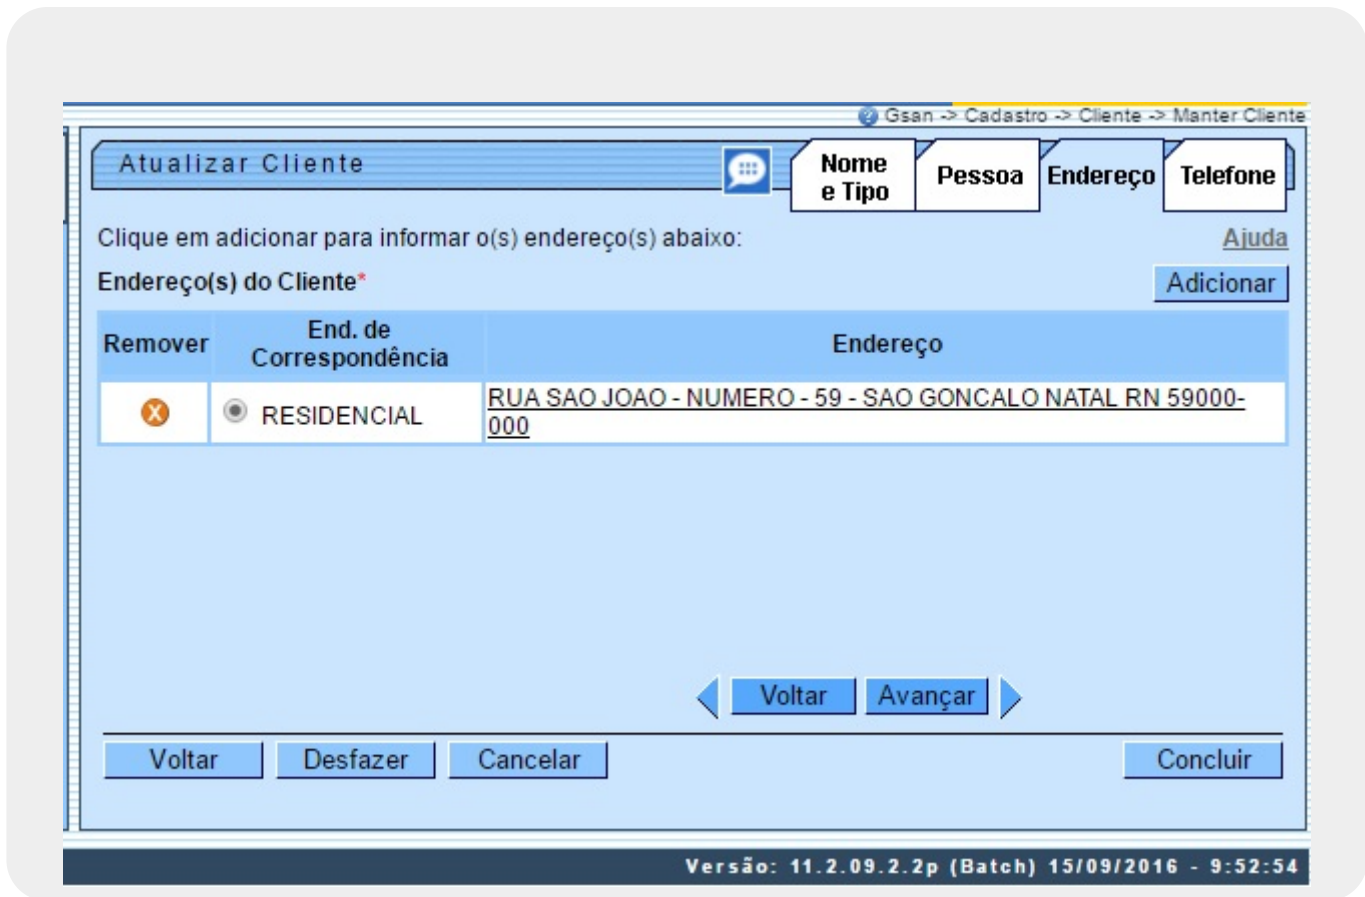 Gsan -> Cadastro -> Cliente -> Manter Cliente
Atualizar Cliente
Nome
e Tipo
Pessoa
Endereço
Telefone
Clique em adicionar para informar o(s) endereço(s) abaixo:
Ajuda
Endereço(s) do Cliente*
Adicionar
Remover
End. de
Correspondência
Endereço
RESIDENCIAL
RUA SAO JOAO - NUMERO - 59 - SAO GONCALO NATAL RN 59000-
000
Voltar
Avançar
Voltar
Desfazer
Cancelar
Concluir
Versão: 11.2.09.2.2p (Batch) 15/09/2016 - 9:52:54